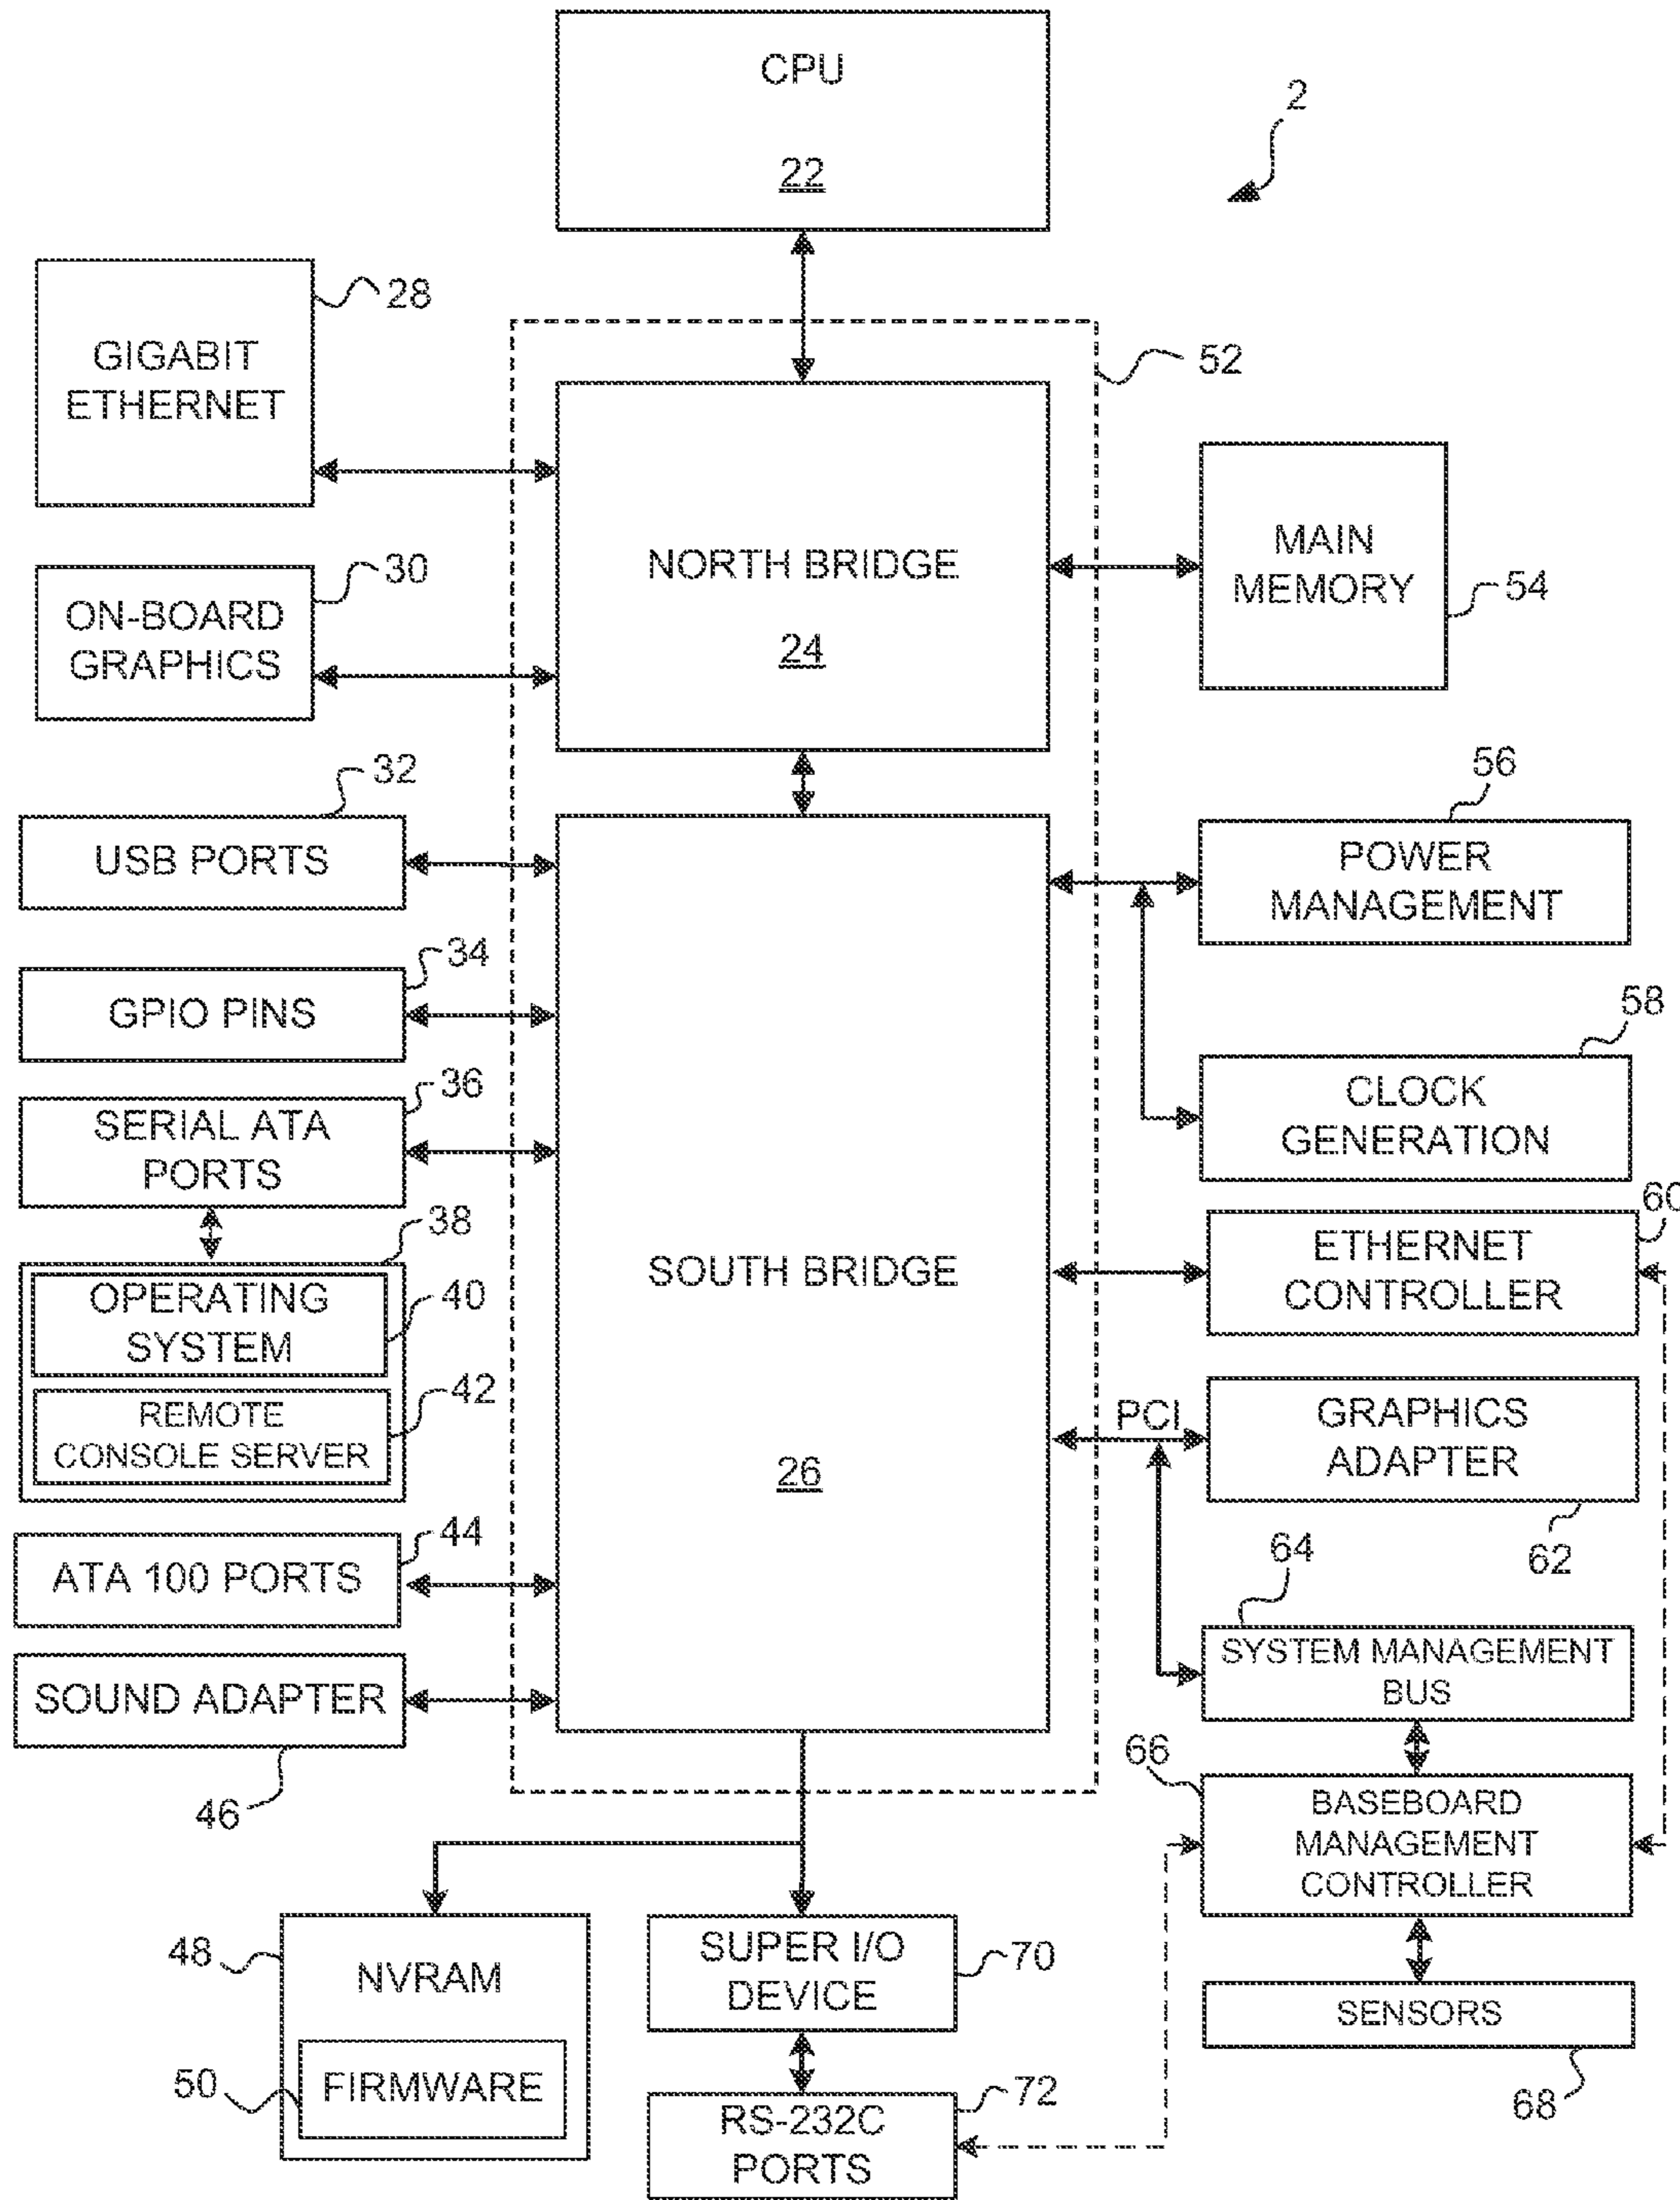 CPU
22
2
28
GIGABIT
ETHERNET
52
NORTH BRIDGE
24
MAIN
MEMORY
54
30
ON-BOARD
GRAPHICS
32
USB PORTS
56
POWER
MANAGEMENT
34
GPIO PINS
58
CLOCK
GENERATION
36
SERIAL ATA
PORTS
SOUTH BRIDGE
26
60
ETHERNET
CONTROLLER
38
OPERATING
SYSTEM
40
REMOTE
CONSOLE SERVER
42
PCI
GRAPHICS
ADAPTER
62
44
ATA 100 PORTS
64
SYSTEM MANAGEMENT
BUS
SOUND ADAPTER
46
66
BASEBOARD
MANAGEMENT
CONTROLLER
48
NVRAM
50
FIRMWARE
SUPER I/O
DEVICE
70
SENSORS
68
RS-232C
PORTS
72